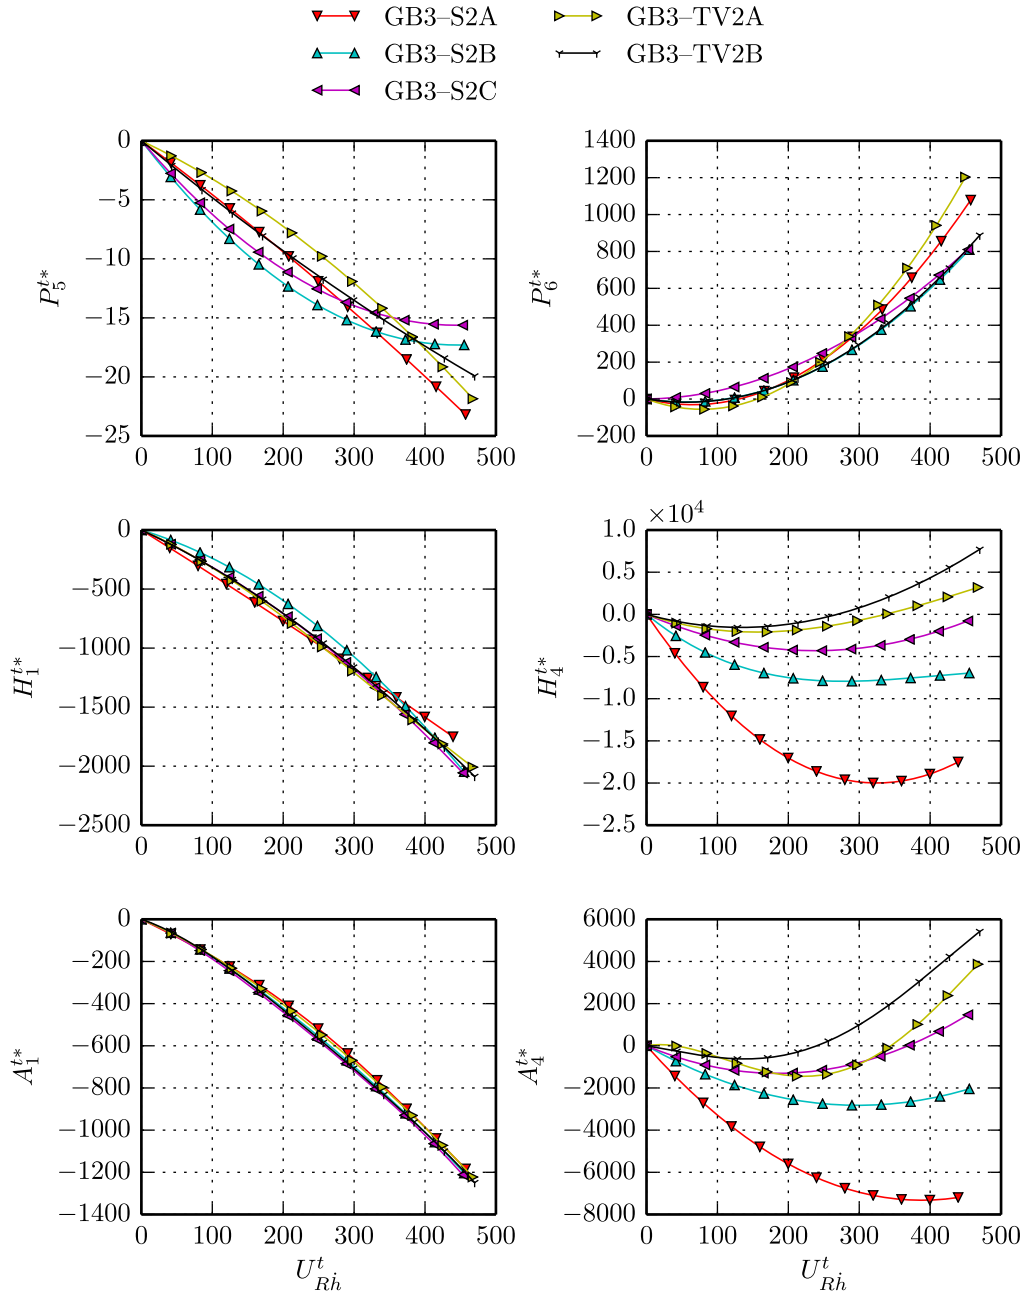 GB3–S2A GB3–TV2A
GB3–S2B GB3–TV2B
GB3–S2C
0 1400
−5 1200
−10 1000
−15 800
−20 600
−25 400
200
0
−200
P₅ᵗ* P₆ᵗ*
0 100 200 300 400 500 0 100 200 300 400 500
×10⁴
0 1.0
−500 0.5
−1000 0.0
−1500 −0.5
−2000 −1.0
−2500 −1.5
−2.0
−2.5
H₁ᵗ* H₄ᵗ*
0 100 200 300 400 500 0 100 200 300 400 500
0 6000
−200 4000
−400 2000
−600 0
−800 −2000
−1000 −4000
−1200 −6000
−1400 −8000
A₁ᵗ* A₄ᵗ*
0 100 200 300 400 500 0 100 200 300 400 500
Uᵗ_Rḣ Uᵗ_Rḣ